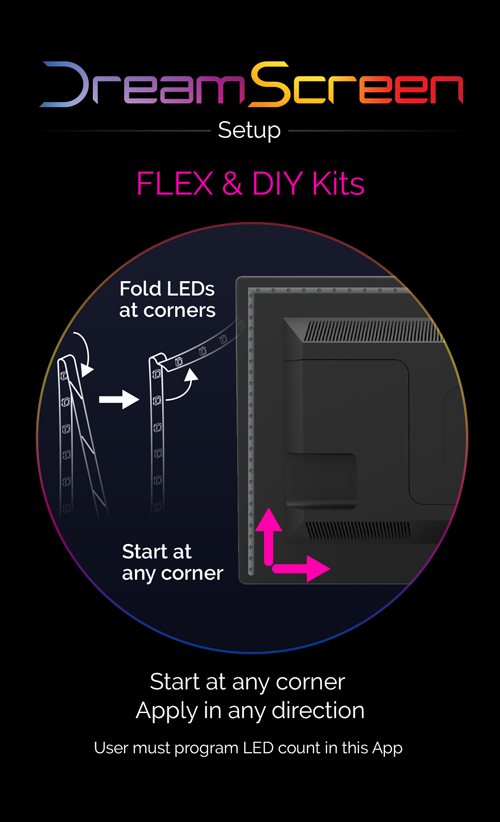 DreamScreen
Setup
FLEX & DIY Kits
Fold LEDs
at corners
Start at
any corner
Start at any corner
Apply in any direction
User must program LED count in this App